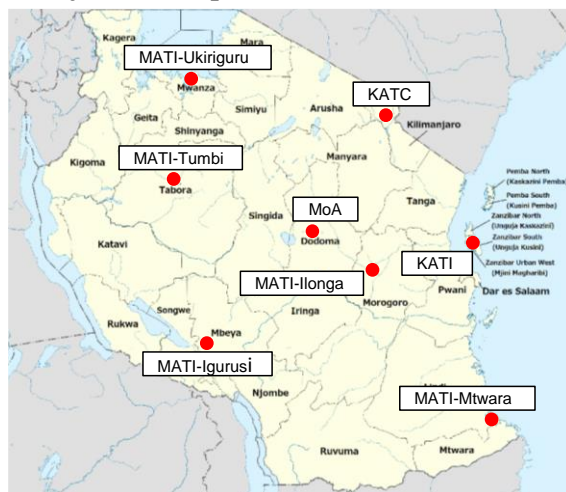 Kagera
Mara
MATI-Ukiriguru
Mwanza
KATC
Simiyu
Arusha
Geita
Kilimanjaro
Shinyanga
MATI-Tumbi
Manyara
Kigoma
Tabora
Singida
MoA
Dodoma
Tanga
Pemba North
(Kaskazini Pemba)
Pemba South
(Kusini Pemba)
Zanzibar North
(Unguja Kaskazini)
Zanzibar South
(Unguja Kusini)
Zanzibar Urban West
(Mjini Magharibi)
Katavi
KATI
MATI-Ilonga
Pwani
Dar es Salaam
Morogoro
Songwe
Iringa
Rukwa
Mbeya
MATI-Igurusi
Njombe
MATI-Mtwara
Ruvuma
Mtwara